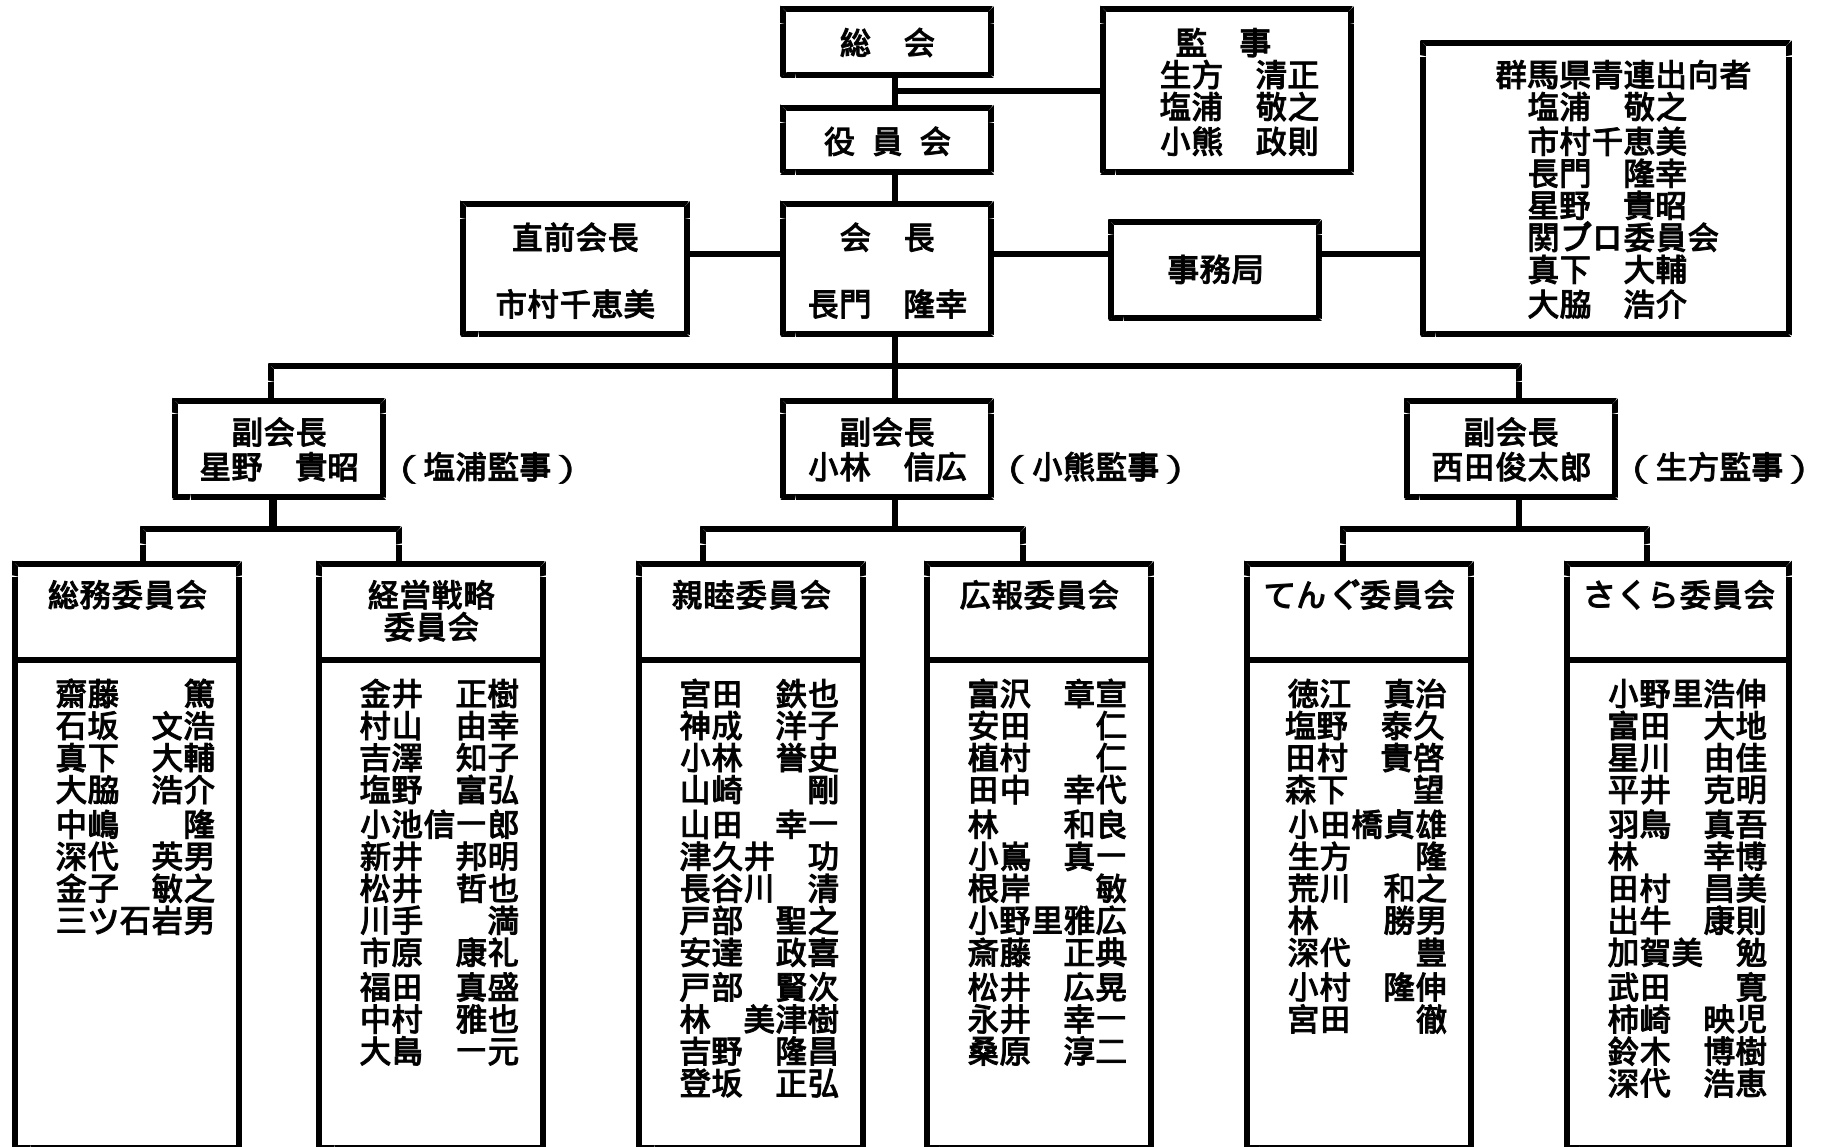 総　会
監　事
生方　清正
塩浦　敬之
小熊　政則
群馬県青連出向者
塩浦　敬之
市村千恵美
長門　隆幸
星野　貴昭
関ブロ委員会
真下　大輔
大脇　浩介
役 員 会
直前会長
市村千恵美
会　長
長門　隆幸
事務局
副会長
星野　貴昭
（塩浦監事）
副会長
小林　信広
（小熊監事）
副会長
西田俊太郎
（生方監事）
総務委員会
齋藤　　篤
石坂　文浩
真下　大輔
大脇　浩介
中嶋　　隆
深代　英男
金子　敏之
三ツ石岩男
経営戦略
委員会
金井　正樹
村山　由幸
吉澤　知子
塩野　富弘
小池信一郎
新井　邦明
松井　哲也
川手　　満
市原　康礼
福田　真盛
中村　雅也
大島　一元
親睦委員会
宮田　鉄也
神成　洋子
小林　誉史
山崎　　剛
山田　幸一
津久井　功
長谷川　清
戸部　聖之
安達　政喜
戸部　賢次
林　美津樹
吉野　隆昌
登坂　正弘
広報委員会
富沢　章宣
安田　　仁
植村　　仁
田中　幸代
林　　和良
小嶌　真一
根岸　　敏
小野里雅広
斎藤　正典
松井　広晃
永井　幸一
桑原　淳二
てんぐ委員会
徳江　真治
塩野　泰久
田村　貴啓
森下　　望
小田橋貞雄
生方　　隆
荒川　和之
林　　勝男
深代　　豊
小村　隆伸
宮田　　徹
さくら委員会
小野里浩伸
富田　大地
星川　由佳
平井　克明
羽鳥　真吾
林　　幸博
田村　昌美
出牛　康則
加賀美　勉
武田　　寛
柿崎　映児
鈴木　博樹
深代　浩恵